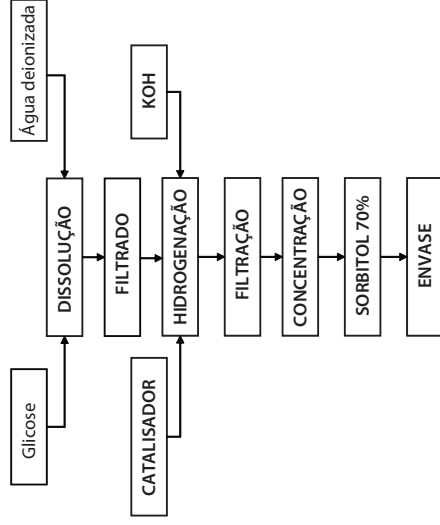 Glicose
Água deionizada
DISSOLUÇÃO
FILTRADO
CATALISADOR
KOH
HIDROGENAÇÃO
FILTRAÇÃO
CONCENTRAÇÃO
SORBITOL 70%
ENVASE